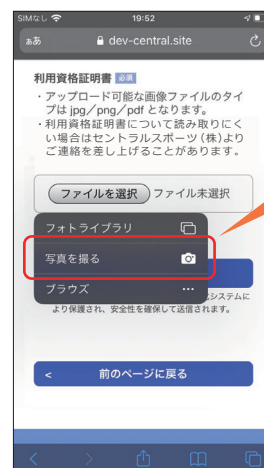 SIMなし 19:52
ああ dev-central.site
利用資格証明書 必須
・アップロード可能な画像ファイルのタイ
プは jpg／png／pdf となります。
・利用資格証明書について読み取りにく
い場合はセントラルスポーツ（株）より
ご連絡を差し上げることがあります。
ファイルを選択 ファイル未選択
フォトライブラリ
写真を撮る
ブラウズ ...
システムに
より保護され、安全性を確保して送信されます。
< 前のページに戻る